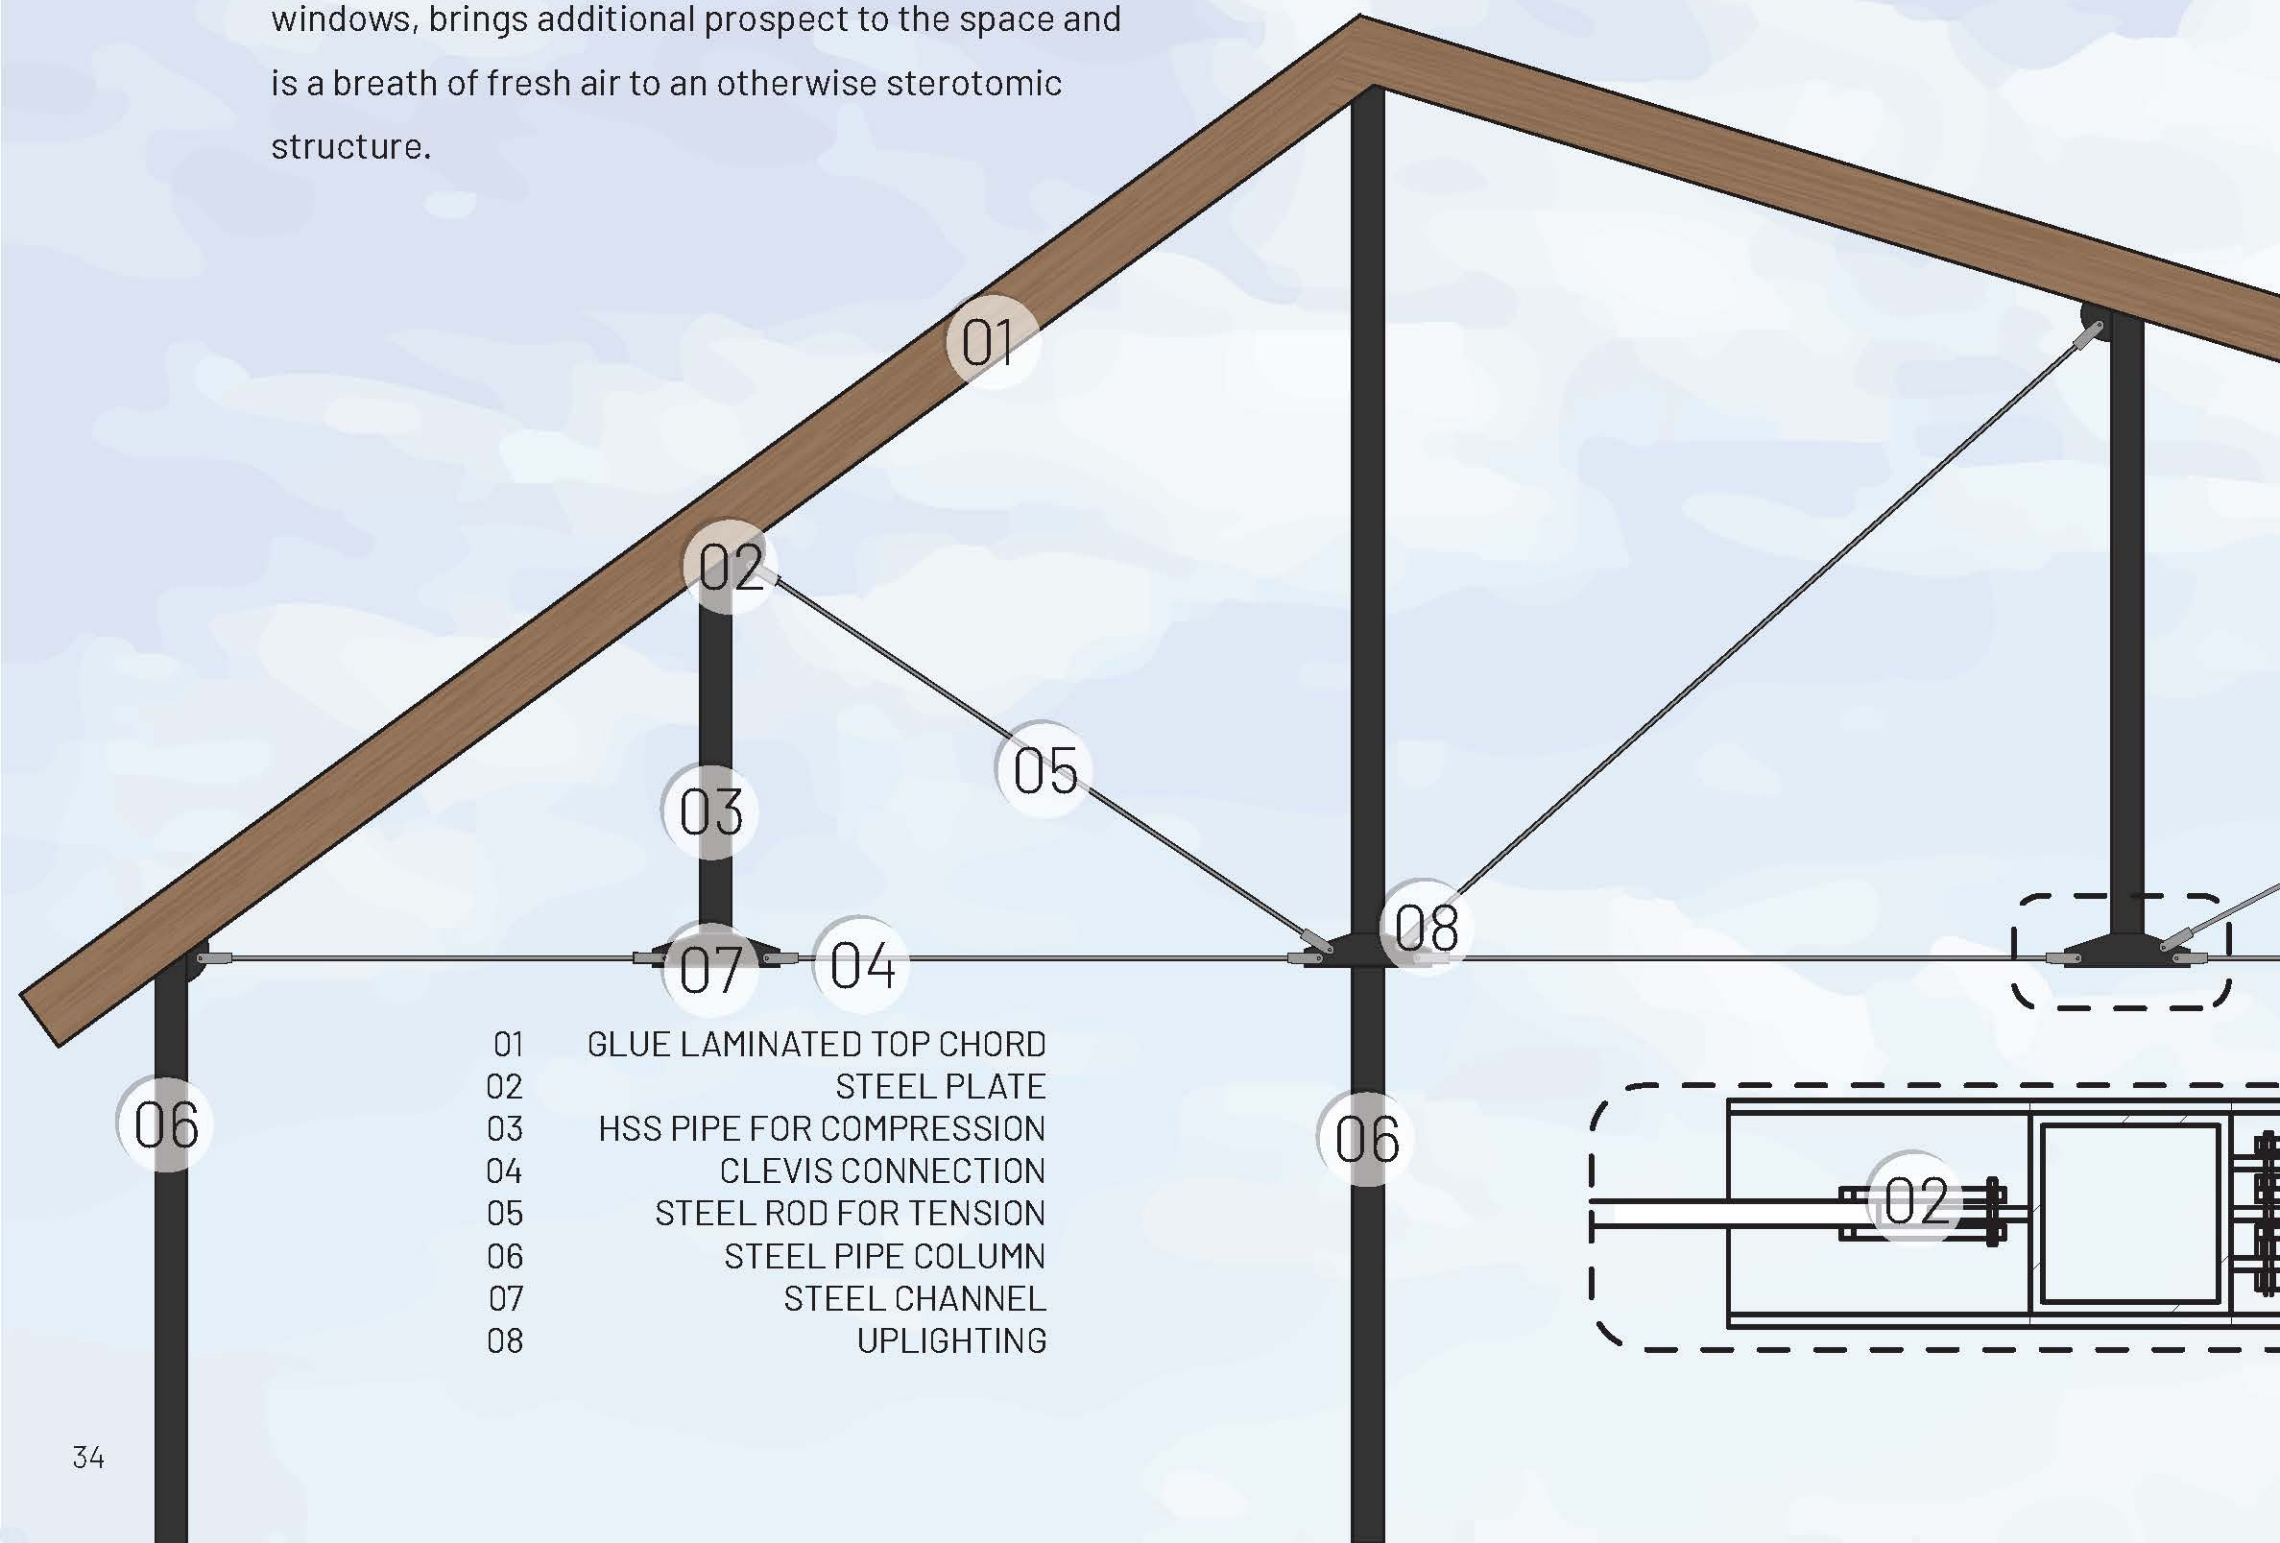 windows, brings additional prospect to the space and
is a breath of fresh air to an otherwise sterotomic
structure.
01
02
05
03
08
07
04
06
06
02
01 GLUE LAMINATED TOP CHORD
02 STEEL PLATE
03 HSS PIPE FOR COMPRESSION
04 CLEVIS CONNECTION
05 STEEL ROD FOR TENSION
06 STEEL PIPE COLUMN
07 STEEL CHANNEL
08 UPLIGHTING
34